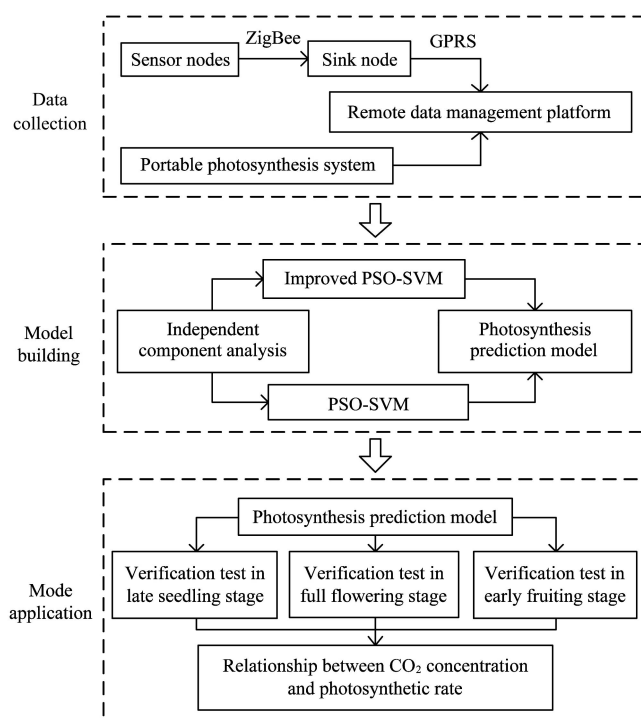 ZigBee
GPRS
Sensor nodes
Sink node
Data
collection
Remote data management platform
Portable photosynthesis system
Improved PSO-SVM
Model
building
Independent
component analysis
Photosynthesis
prediction model
PSO-SVM
Photosynthesis prediction model
Mode
application
Verification test in
late seedling stage
Verification test in
full flowering stage
Verification test in
early fruiting stage
Relationship between CO₂ concentration
and photosynthetic rate